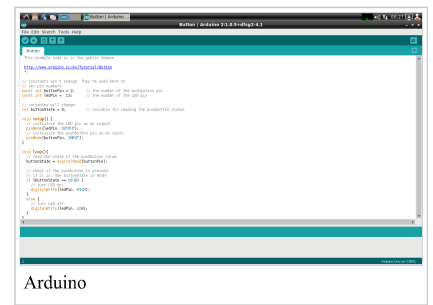 Button | Arduino ...
00:27
Button | Arduino 2:1.0.5+dfsg2-4.1
File Edit Sketch Tools Help
Button
This example code is in the public domain.
http://www.arduino.cc/en/Tutorial/Button
*/
// constants won't change. They're used here to
// set pin numbers:
const int buttonPin = 2; // the number of the pushbutton pin
const int ledPin = 13; // the number of the LED pin
// variables will change:
int buttonState = 0; // variable for reading the pushbutton status
void setup() {
// initialize the LED pin as an output:
pinMode(ledPin, OUTPUT);
// initialize the pushbutton pin as an input:
pinMode(buttonPin, INPUT);
}
void loop(){
// read the state of the pushbutton value:
buttonState = digitalRead(buttonPin);
// check if the pushbutton is pressed.
// if it is, the buttonState is HIGH:
if (buttonState == HIGH) {
// turn LED on:
digitalWrite(ledPin, HIGH);
}
else {
// turn LED off:
digitalWrite(ledPin, LOW);
}
}
1
Arduino